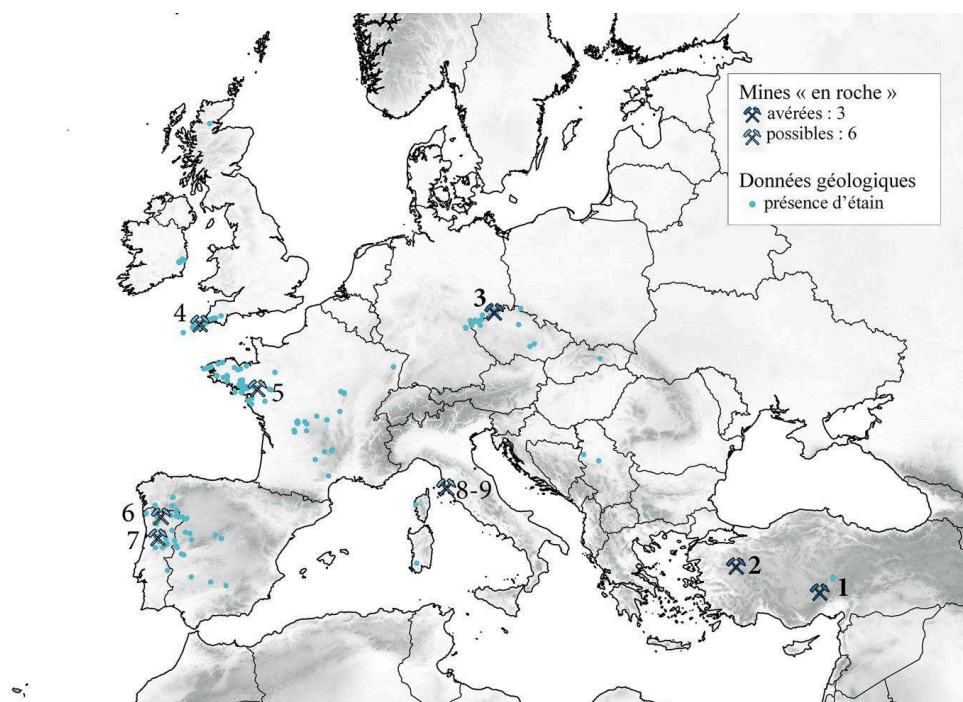 Mines « en roche »
avérées : 3
possibles : 6
Données géologiques
présence d'étain
3
4
5
8-9
6
7
2
1